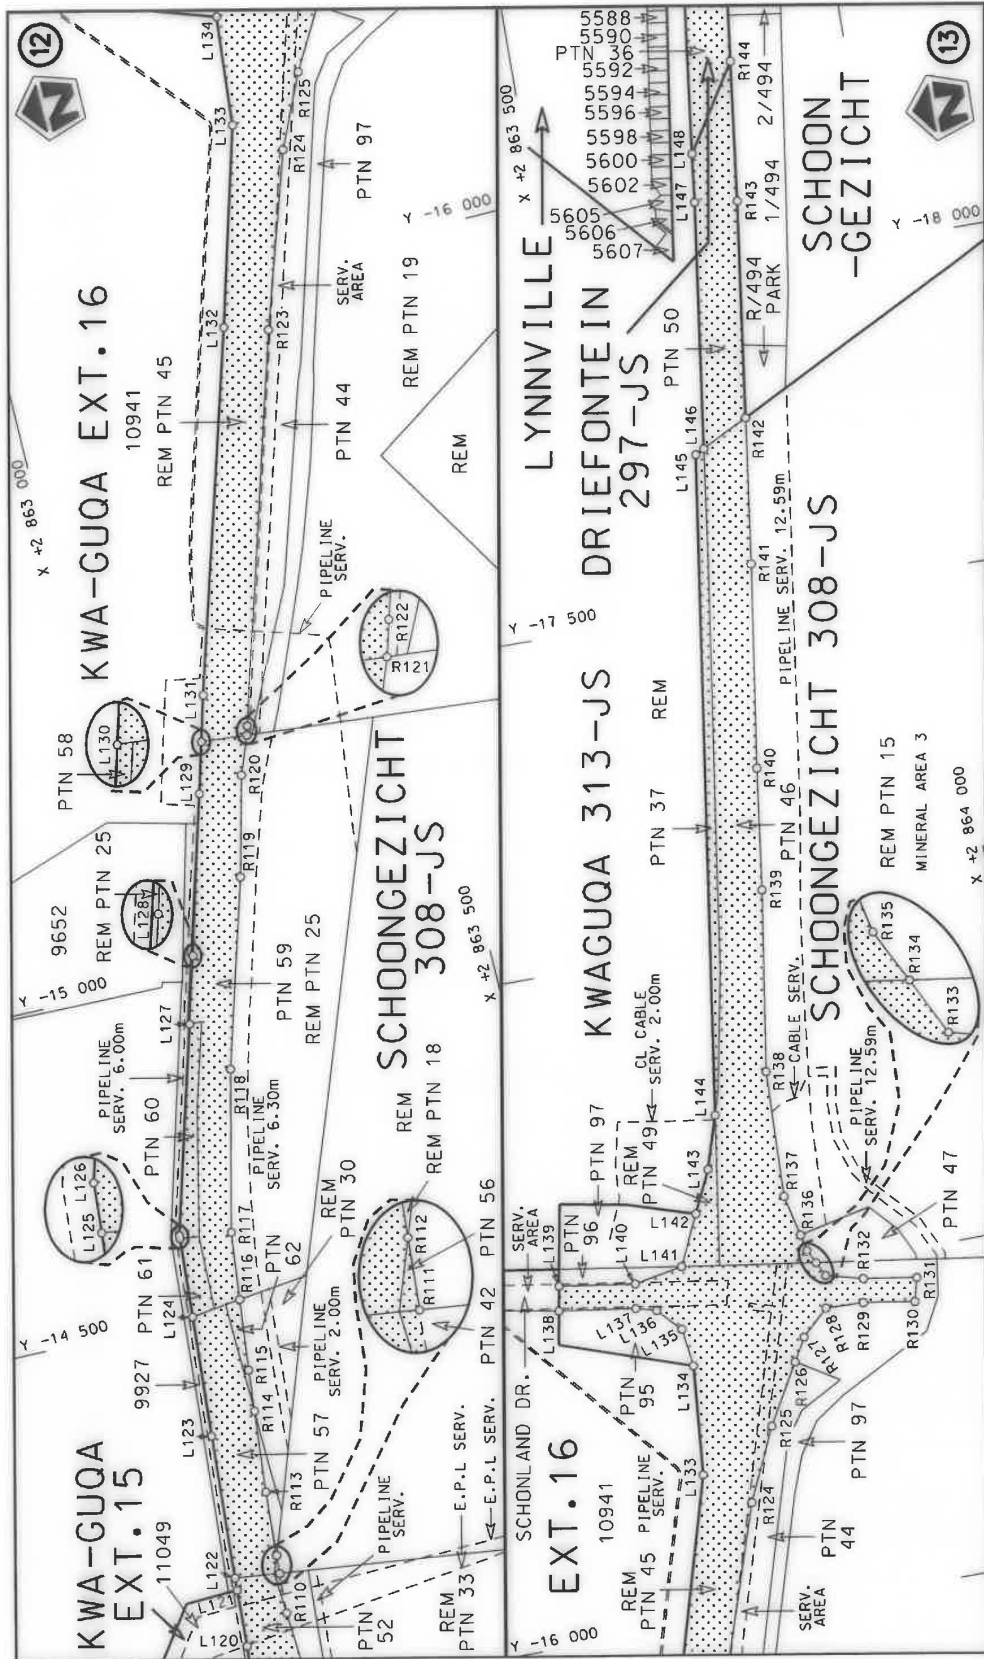 12
KWA-GUQA
EXT.15
11049
L120
L121
L122
9927
L123
PTN 61
L124
L125
L126
PTN 60
PIPELINE
SERV. 6.00m
L127
Y -14 500
Y -15 000
9652
REM PTN 25
L128
PTN 58
L129
L130
L131
KWA-GUQA EXT.16
10941
REM PTN 45
L132
L133
L134
X +2 863 000
R110
PTN
52
REM
PTN 33
PIPELINE
SERV.
E.P.L SERV.
E.P.L SERV.
R113
PTN 57
R114
R115
PIPELINE
SERV. 2.00m
R116
PTN
62
REM
PTN 30
R117
PIPELINE
SERV. 6.30m
R118
R111
R112
PTN 42
PTN 56
REM PTN 18
REM
SCHOONGEZICHT
308-JS
PTN 59
REM PTN 25
R119
R120
R121
R122
X +2 863 500
PIPELINE
SERV.
REM
PTN 44
R123
REM PTN 19
SERV.
AREA
Y -16 000
R124
R125
PTN 97
13
Y -16 000
EXT.16
10941
REM
PTN 45
PIPELINE
SERV.
SCHONLAND DR.
L133
L134
PTN
95
L135
L136
L137
L138
SERV.
AREA
L139
PTN
96
L140
L141
L142
PTN 97
REM
PTN 49
L143
L144
CL CABLE
SERV. 2.00m
KWAGUQA 313-JS
PTN 37
REM
Y -17 500
L145
L146
DRIEFONTEIN
297-JS
LYNNVILLE
PTN 50
L147
L148
X +2 863 500
5607
5606
5605
5602
5600
5598
5596
5594
5592
PTN 36
5590
5588
SERV.
AREA
PTN
44
R124
R125
PTN 97
R126
R127
R128
R129
R130
R131
R132
PTN 47
R136
R137
PIPELINE
SERV. 12.59m
CABLE SERV.
R138
R133
R134
R135
SCHOONGEZICHT 308-JS
REM PTN 15
MINERAL AREA 3
X +2 864 000
R139
PTN 46
R140
PIPELINE SERV. 12.59m
R141
R142
R/494
PARK
1/494
2/494
R143
R144
SCHOON
-GEZICHT
Y -18 000